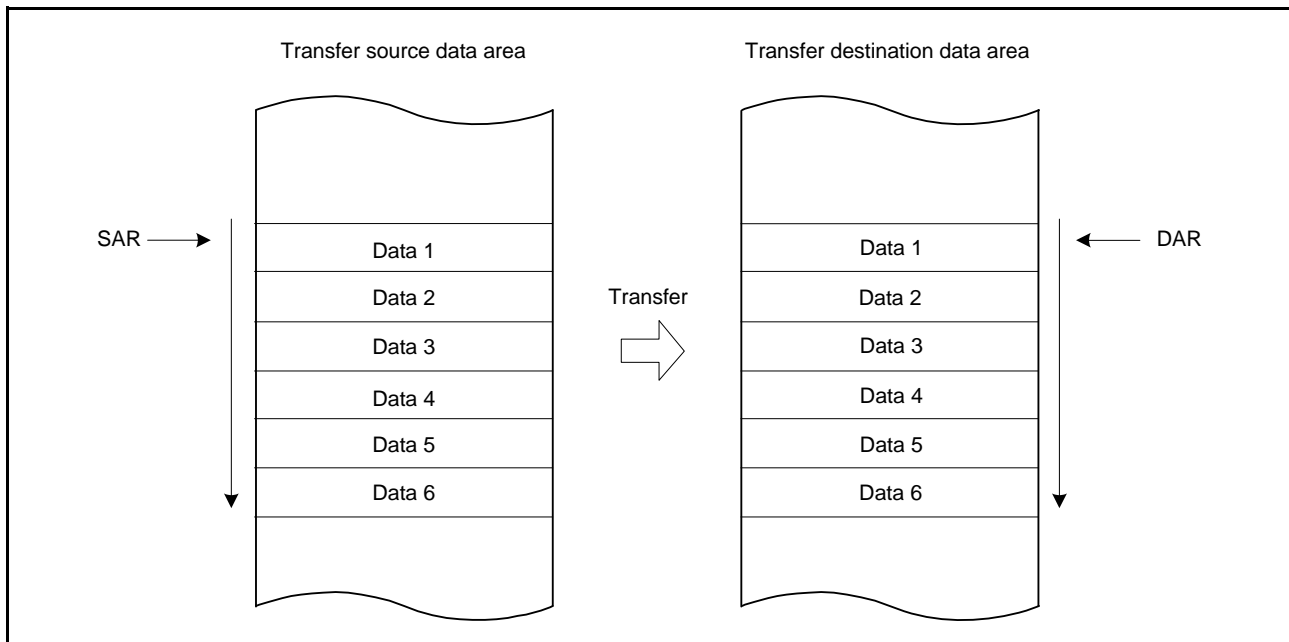 Transfer source data area
Transfer destination data area
SAR
Data 1
Data 2
Data 3
Data 4
Data 5
Data 6
Transfer
Data 1
Data 2
Data 3
Data 4
Data 5
Data 6
DAR